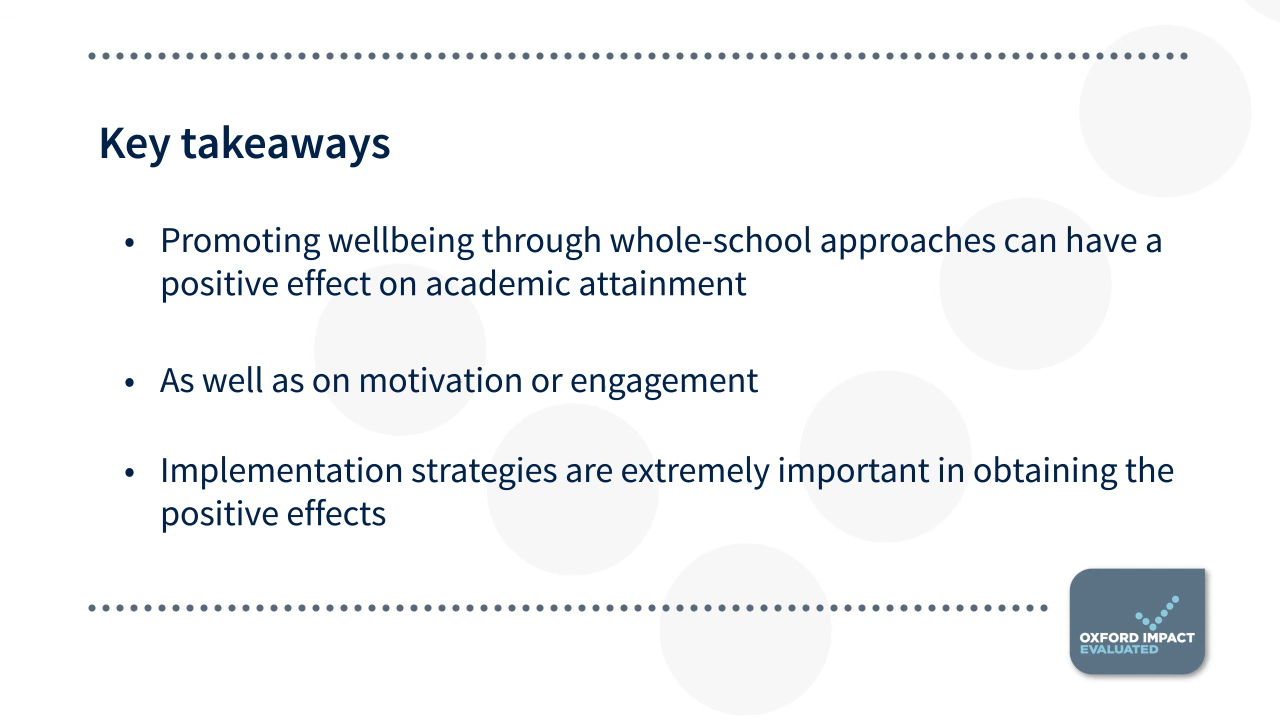 Key takeaways
• Promoting wellbeing through whole-school approaches can have a
positive effect on academic attainment
• As well as on motivation or engagement
• Implementation strategies are extremely important in obtaining the
positive effects
OXFORD IMPACT
EVALUATED